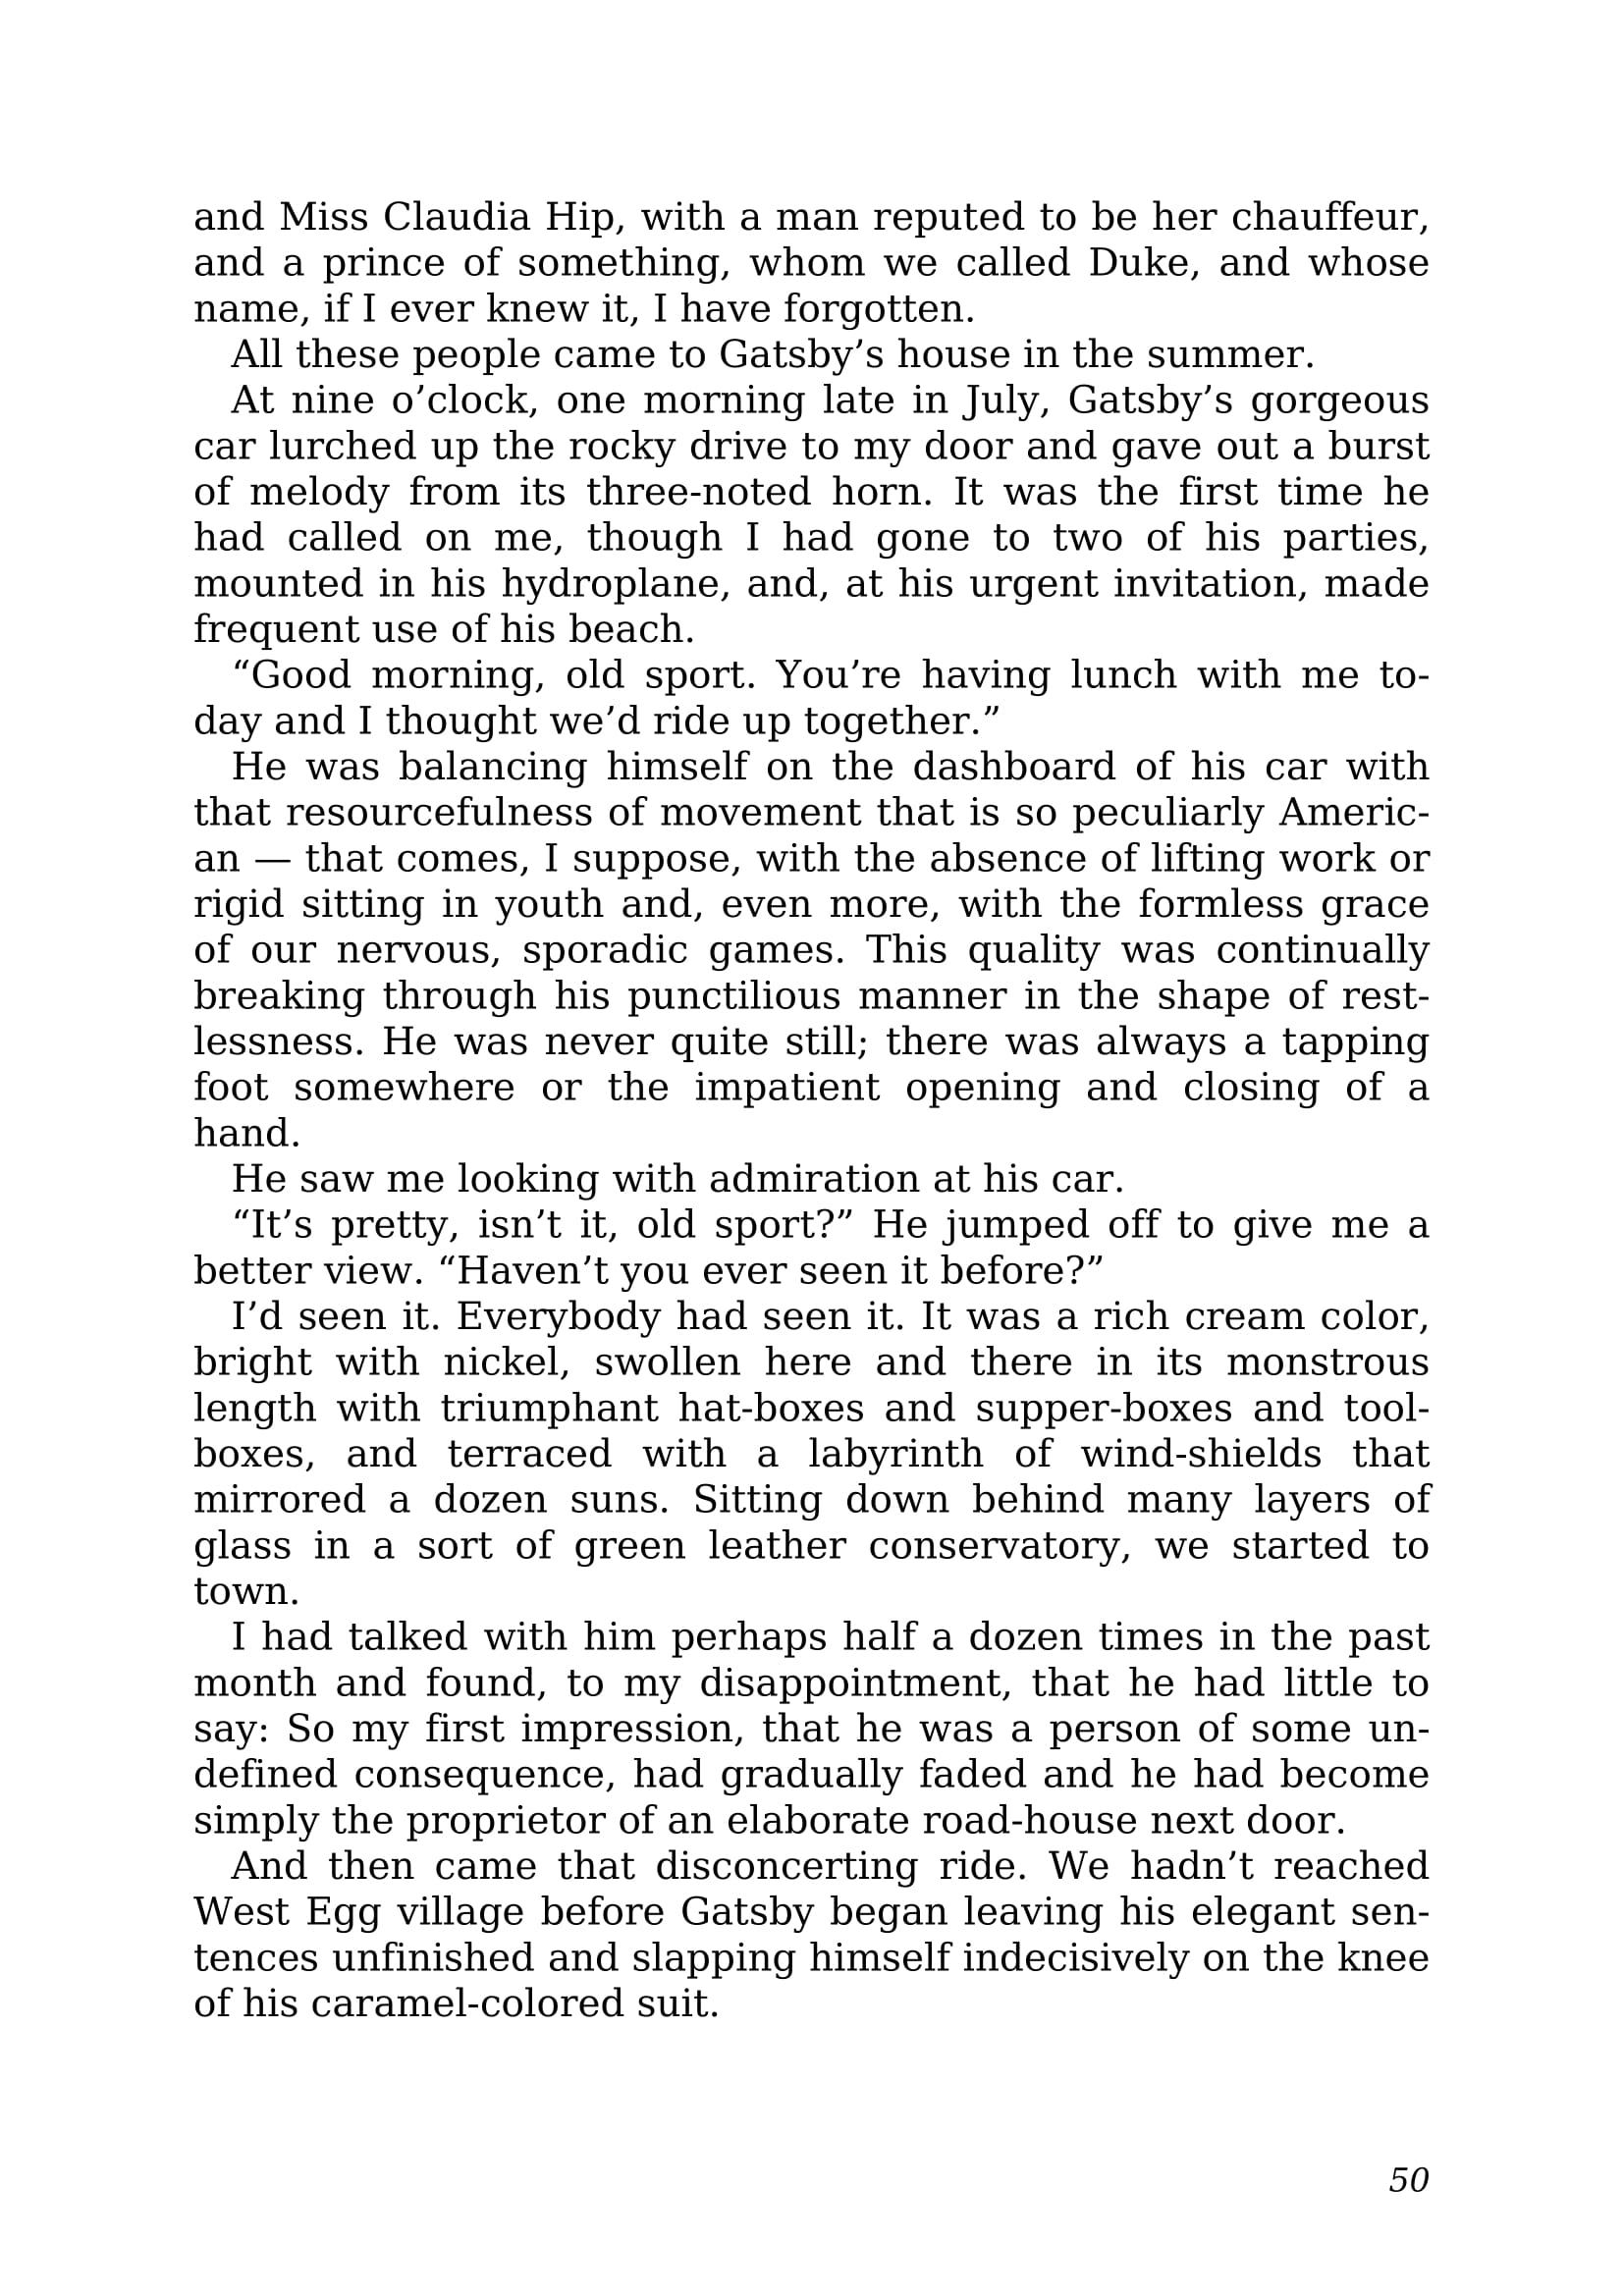 and Miss Claudia Hip, with a man reputed to be her chauffeur,
and a prince of something, whom we called Duke, and whose
name, if I ever knew it, I have forgotten.
All these people came to Gatsby’s house in the summer.
At nine o’clock, one morning late in July, Gatsby’s gorgeous
car lurched up the rocky drive to my door and gave out a burst
of melody from its three-noted horn. It was the first time he
had called on me, though I had gone to two of his parties,
mounted in his hydroplane, and, at his urgent invitation, made
frequent use of his beach.
“Good morning, old sport. You’re having lunch with me to-
day and I thought we’d ride up together.”
He was balancing himself on the dashboard of his car with
that resourcefulness of movement that is so peculiarly Americ-
an — that comes, I suppose, with the absence of lifting work or
rigid sitting in youth and, even more, with the formless grace
of our nervous, sporadic games. This quality was continually
breaking through his punctilious manner in the shape of rest-
lessness. He was never quite still; there was always a tapping
foot somewhere or the impatient opening and closing of a
hand.
He saw me looking with admiration at his car.
“It’s pretty, isn’t it, old sport?” He jumped off to give me a
better view. “Haven’t you ever seen it before?”
I’d seen it. Everybody had seen it. It was a rich cream color,
bright with nickel, swollen here and there in its monstrous
length with triumphant hat-boxes and supper-boxes and tool-
boxes, and terraced with a labyrinth of wind-shields that
mirrored a dozen suns. Sitting down behind many layers of
glass in a sort of green leather conservatory, we started to
town.
I had talked with him perhaps half a dozen times in the past
month and found, to my disappointment, that he had little to
say: So my first impression, that he was a person of some un-
defined consequence, had gradually faded and he had become
simply the proprietor of an elaborate road-house next door.
And then came that disconcerting ride. We hadn’t reached
West Egg village before Gatsby began leaving his elegant sen-
tences unfinished and slapping himself indecisively on the knee
of his caramel-colored suit.
50